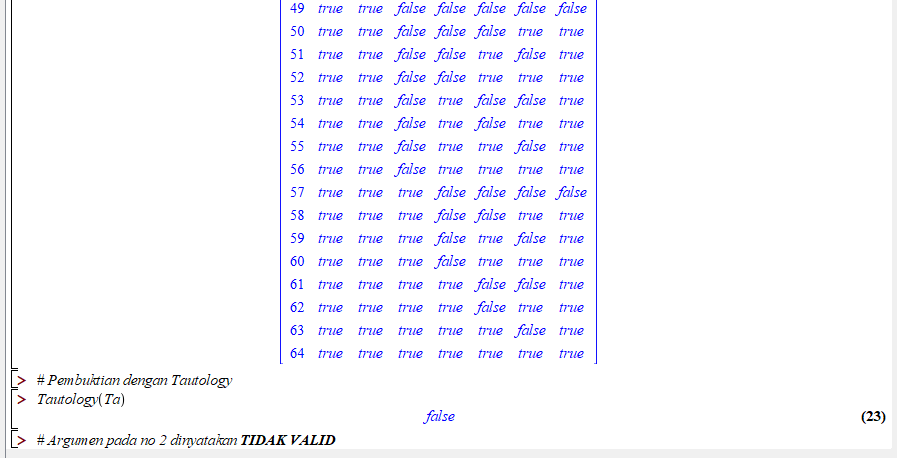 49 true true false false false false false
50 true true false false false true true
51 true true false false true false true
52 true true false false true true true
53 true true false true false false true
54 true true false true false true true
55 true true false true true false true
56 true true false true true true true
57 true true true false false false false
58 true true true false false true true
59 true true true false true false true
60 true true true false true true true
61 true true true true false false true
62 true true true true false true true
63 true true true true true false true
64 true true true true true true true
> # Pembuktian dengan Tautology
> Tautology(Ta)
false (23)
> # Argumen pada no 2 dinyatakan TIDAK VALID